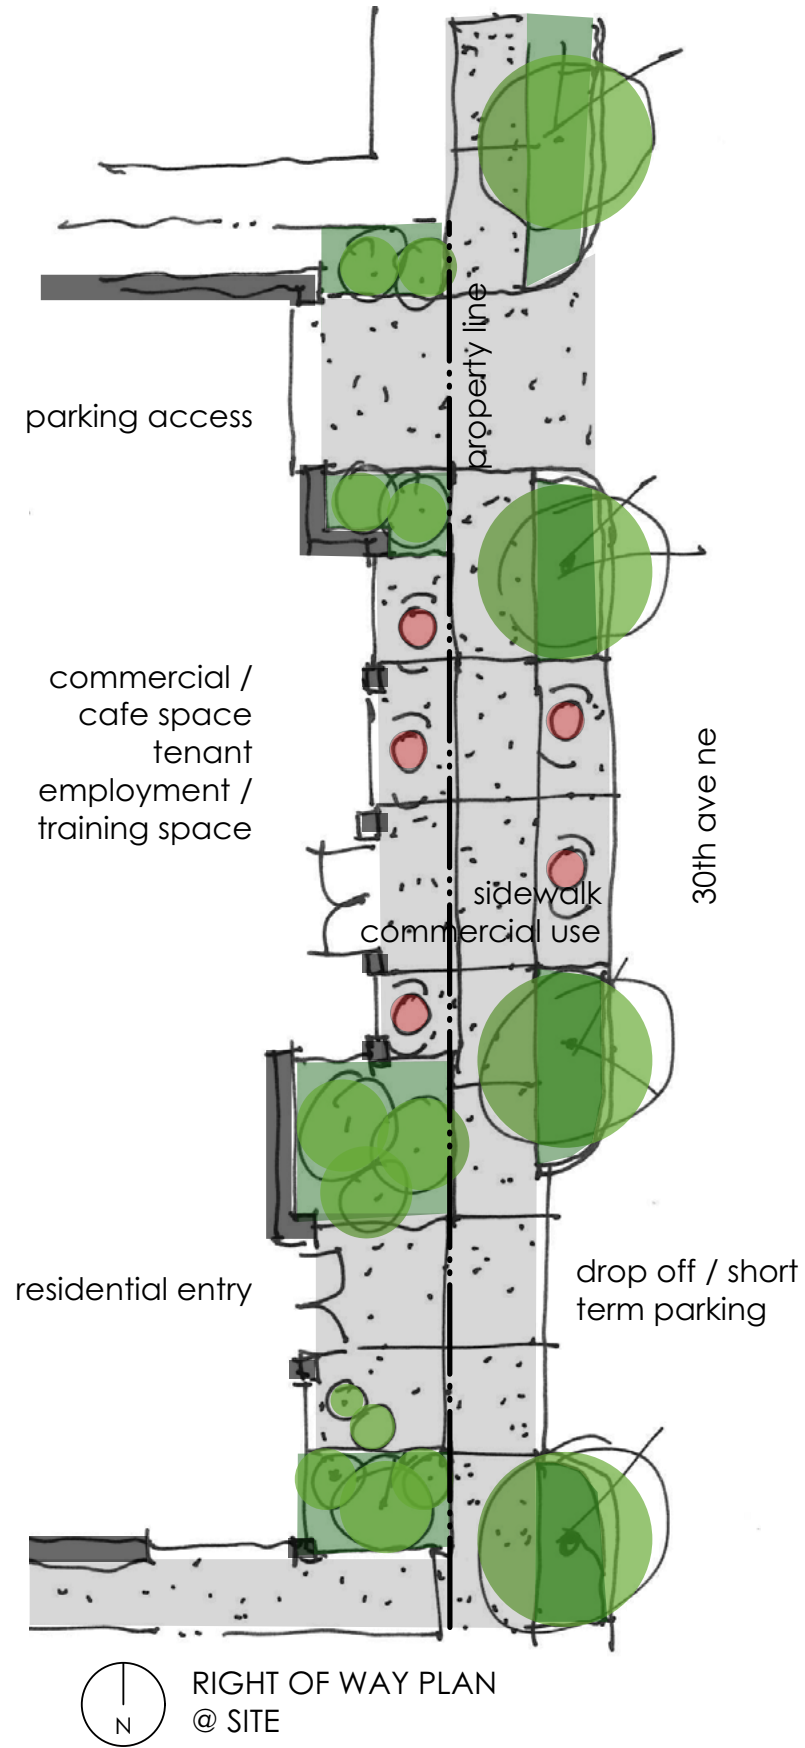 property line
parking access
commercial /
cafe space
tenant
employment /
training space
30th ave ne
sidewalk
commercial use
residential entry
drop off / short
term parking
N
RIGHT OF WAY PLAN
@ SITE